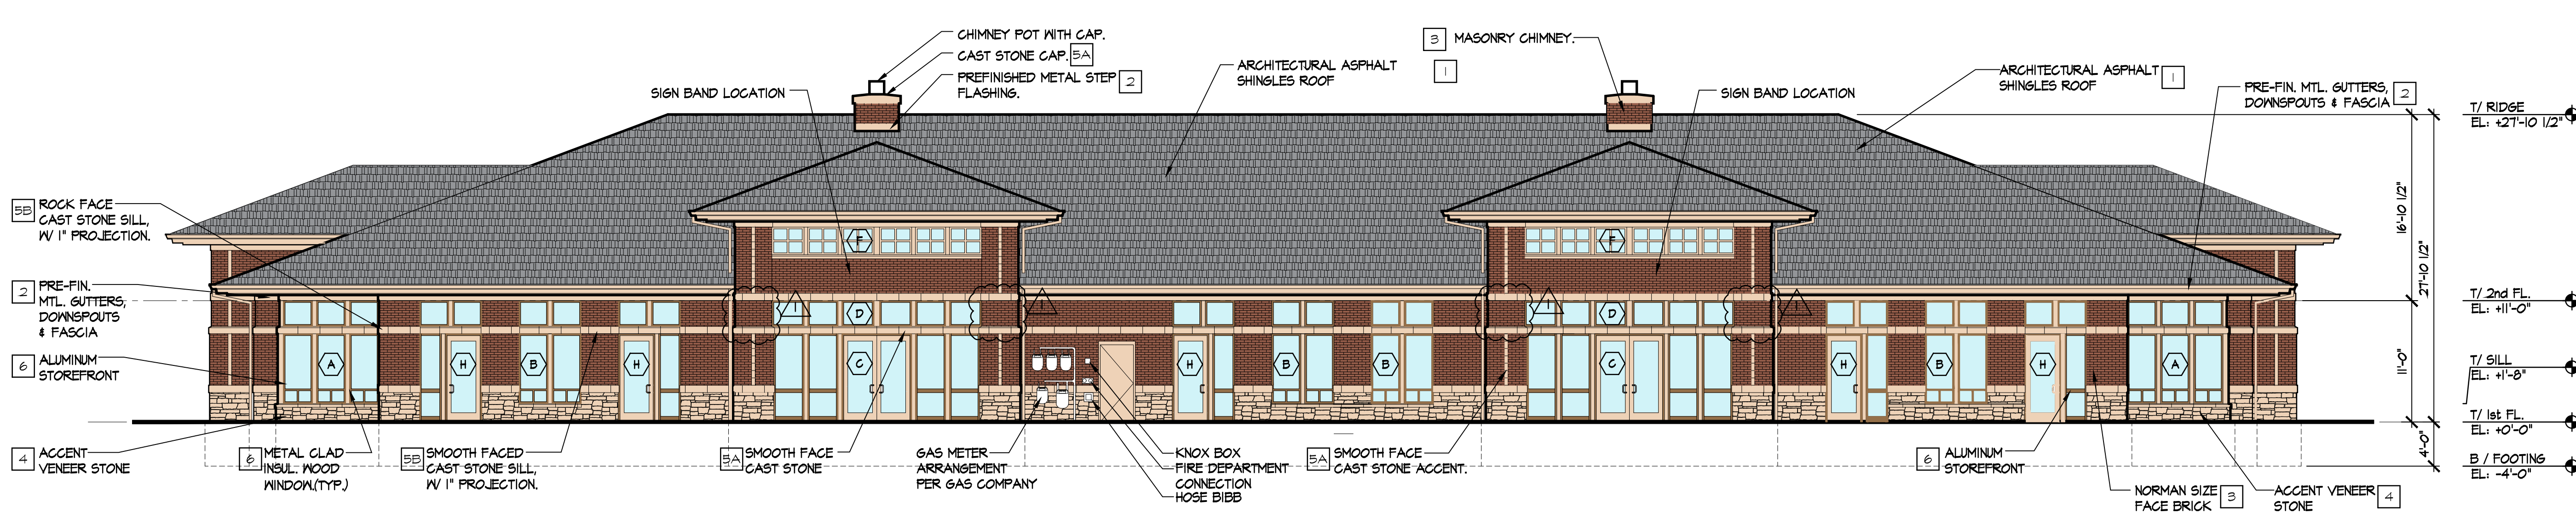 CHIMNEY POT WITH CAP.
CAST STONE CAP. 5A
PREFINISHED METAL STEP 2
FLASHING.
SIGN BAND LOCATION
ARCHITECTURAL ASPHALT
SHINGLES ROOF
1
3 MASONRY CHIMNEY.
SIGN BAND LOCATION
ARCHITECTURAL ASPHALT 1
SHINGLES ROOF
PRE-FIN. MTL. GUTTERS, 2
DOWNSPOUTS & FASCIA
T/ RIDGE
EL: +27'-10 1/2"
16'-10 1/2"
27'-10 1/2"
5B ROCK FACE
CAST STONE SILL,
W/ 1" PROJECTION.
F
F
2 PRE-FIN.
MTL. GUTTERS,
DOWNSPOUTS
& FASCIA
1
1
1
1
D
D
T/ 2nd FL.
EL: +11'-0"
11'-0"
6 ALUMINUM
STOREFRONT
A
H
B
H
C
H
B
B
C
H
B
H
A
T/ SILL
EL: +1'-8"
T/ 1st FL.
EL: +0'-0"
4'-0"
B / FOOTING
EL: -4'-0"
4 ACCENT
VENEER STONE
6 METAL CLAD
INSUL. WOOD
WINDOW.(TYP.)
5B SMOOTH FACED
CAST STONE SILL,
W/ 1" PROJECTION.
5A SMOOTH FACE
CAST STONE
GAS METER
ARRANGEMENT
PER GAS COMPANY
KNOX BOX
FIRE DEPARTMENT
CONNECTION
HOSE BIBB
5A SMOOTH FACE
CAST STONE ACCENT.
6 ALUMINUM
STOREFRONT
NORMAN SIZE 3
FACE BRICK
ACCENT VENEER 4
STONE